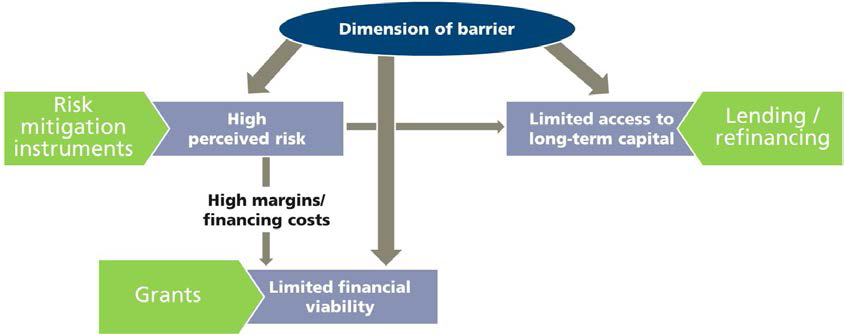 Dimension of barrier
Risk
mitigation
instruments
High
perceived risk
Limited access to
long-term capital
Lending /
refinancing
High margins/
financing costs
Grants
Limited financial
viability